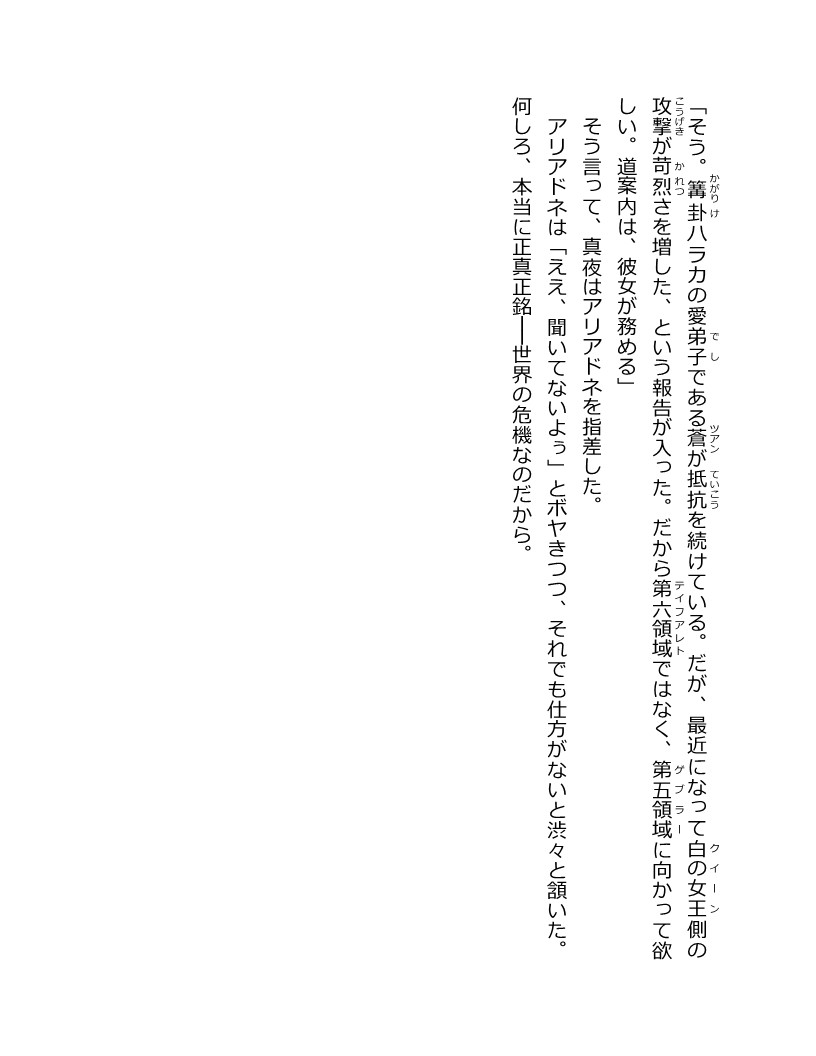 「そう。篝卦ハラカの愛弟子である蒼が抵抗を続けている。だが、最近になって白の女王側の
攻撃が苛烈さを増した、という報告が入った。だから第六領域ではなく、第五領域に向かって欲
しい。道案内は、彼女が務める」
　そう言って、真夜はアリアドネを指差した。
　アリアドネは「ええ、聞いてないよぅ」とボヤきつつ、それでも仕方がないと渋々と頷いた。
何しろ、本当に正真正銘――世界の危機なのだから。